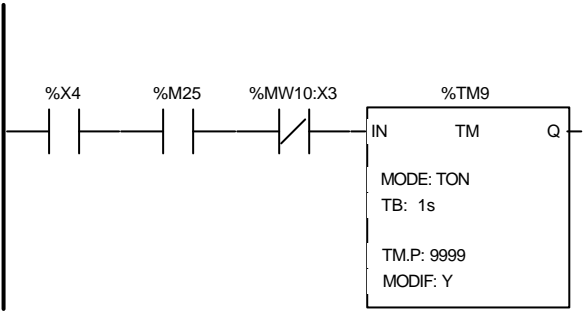 %X4 %M25 %MW10:X3 %TM9
IN TM Q
MODE: TON
TB: 1s
TM.P: 9999
MODIF: Y